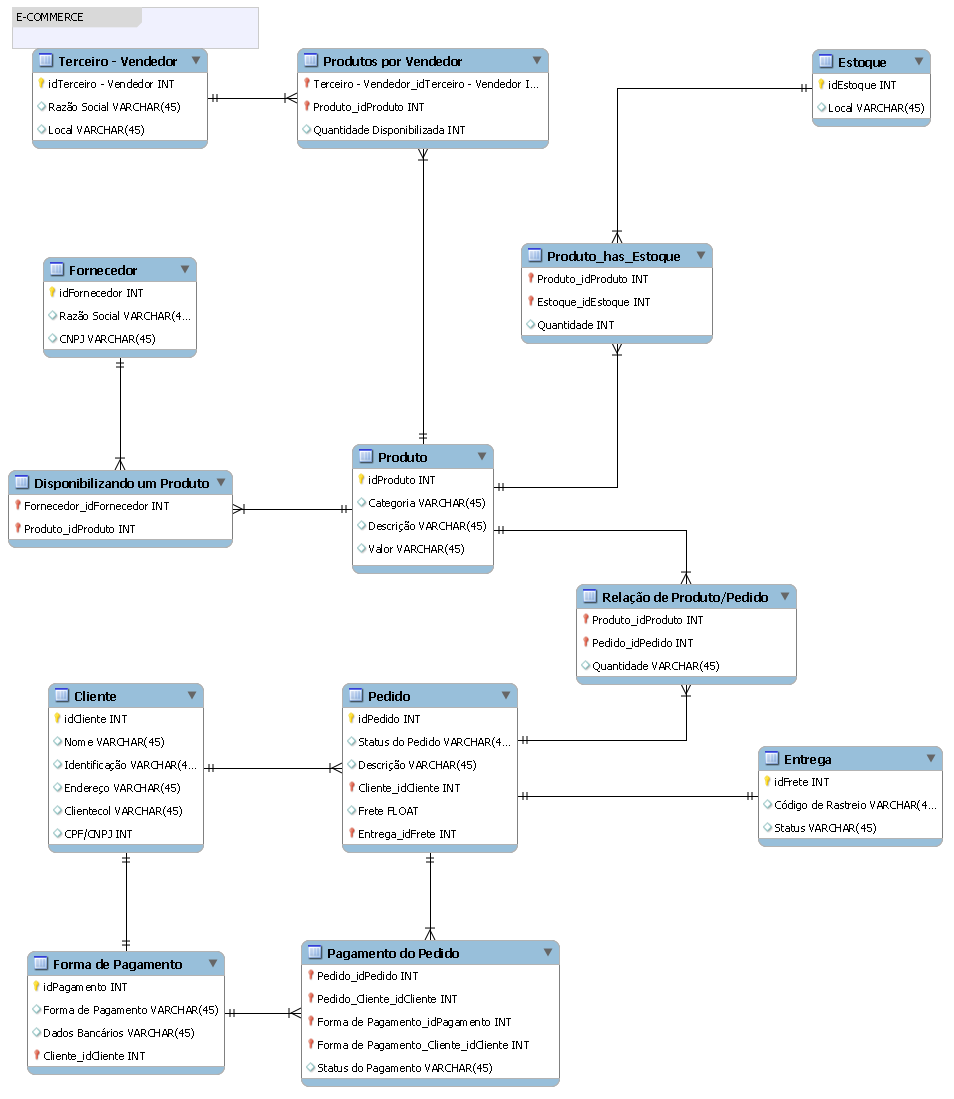 E-COMMERCE
Terceiro - Vendedor
idTerceiro - Vendedor INT
Razão Social VARCHAR(45)
Local VARCHAR(45)
Produtos por Vendedor
Terceiro - Vendedor_idTerceiro - Vendedor I...
Produto_idProduto INT
Quantidade Disponibilizada INT
Estoque
idEstoque INT
Local VARCHAR(45)
Fornecedor
idFornecedor INT
Razão Social VARCHAR(4...
CNPJ VARCHAR(45)
Produto_has_Estoque
Produto_idProduto INT
Estoque_idEstoque INT
Quantidade INT
Disponibilizando um Produto
Fornecedor_idFornecedor INT
Produto_idProduto INT
Produto
idProduto INT
Categoria VARCHAR(45)
Descrição VARCHAR(45)
Valor VARCHAR(45)
Relação de Produto/Pedido
Produto_idProduto INT
Pedido_idPedido INT
Quantidade VARCHAR(45)
Cliente
idCliente INT
Nome VARCHAR(45)
Identificação VARCHAR(4...
Endereço VARCHAR(45)
Clientecol VARCHAR(45)
CPF/CNPJ INT
Pedido
idPedido INT
Status do Pedido VARCHAR(4...
Descrição VARCHAR(45)
Cliente_idCliente INT
Frete FLOAT
Entrega_idFrete INT
Entrega
idFrete INT
Código de Rastreio VARCHAR(4...
Status VARCHAR(45)
Forma de Pagamento
idPagamento INT
Forma de Pagamento VARCHAR(45)
Dados Bancários VARCHAR(45)
Cliente_idCliente INT
Pagamento do Pedido
Pedido_idPedido INT
Pedido_Cliente_idCliente INT
Forma de Pagamento_idPagamento INT
Forma de Pagamento_Cliente_idCliente INT
Status do Pagamento VARCHAR(45)